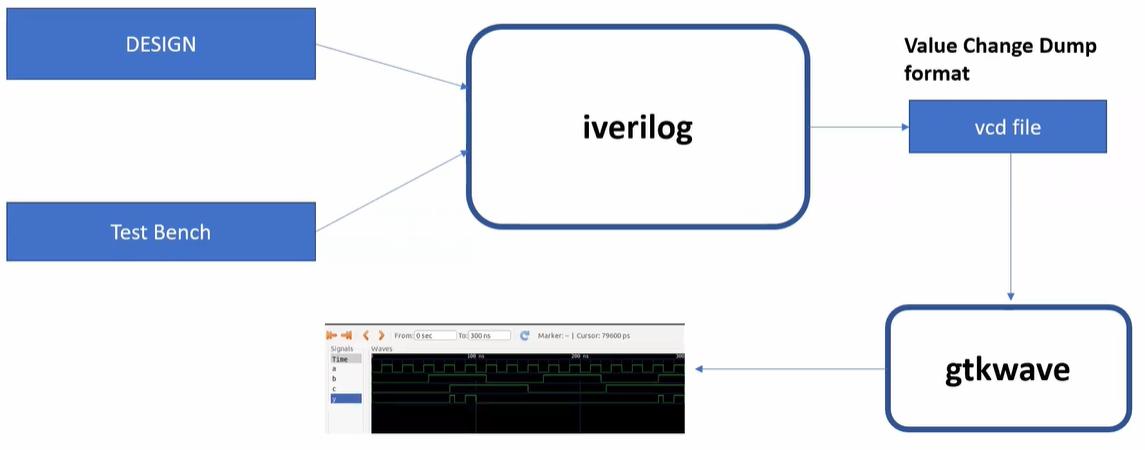 DESIGN
iverilog
Value Change Dump
format
vcd file
Test Bench
From: 0 sec To: 300 ns Marker: -- | Cursor: 79600 ps
Signals Waves
Time
100 ns 200 ns 300
a
b
c
y
gtkwave